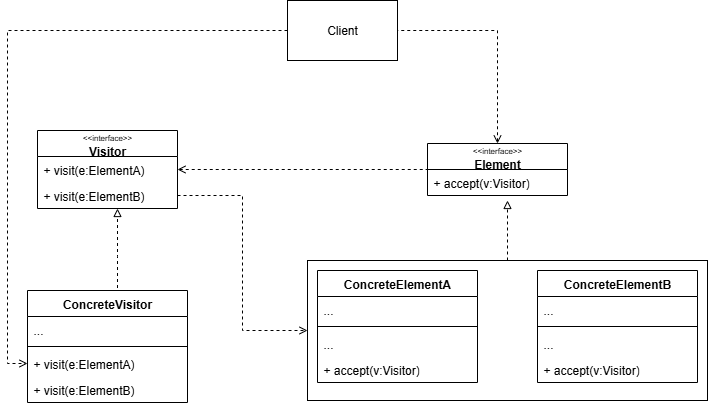 Client
<<interface>>
Visitor
+ visit(e:ElementA)
+ visit(e:ElementB)
<<interface>>
Element
+ accept(v:Visitor)
ConcreteVisitor
...
+ visit(e:ElementA)
+ visit(e:ElementB)
ConcreteElementA
...
...
+ accept(v:Visitor)
ConcreteElementB
...
...
+ accept(v:Visitor)